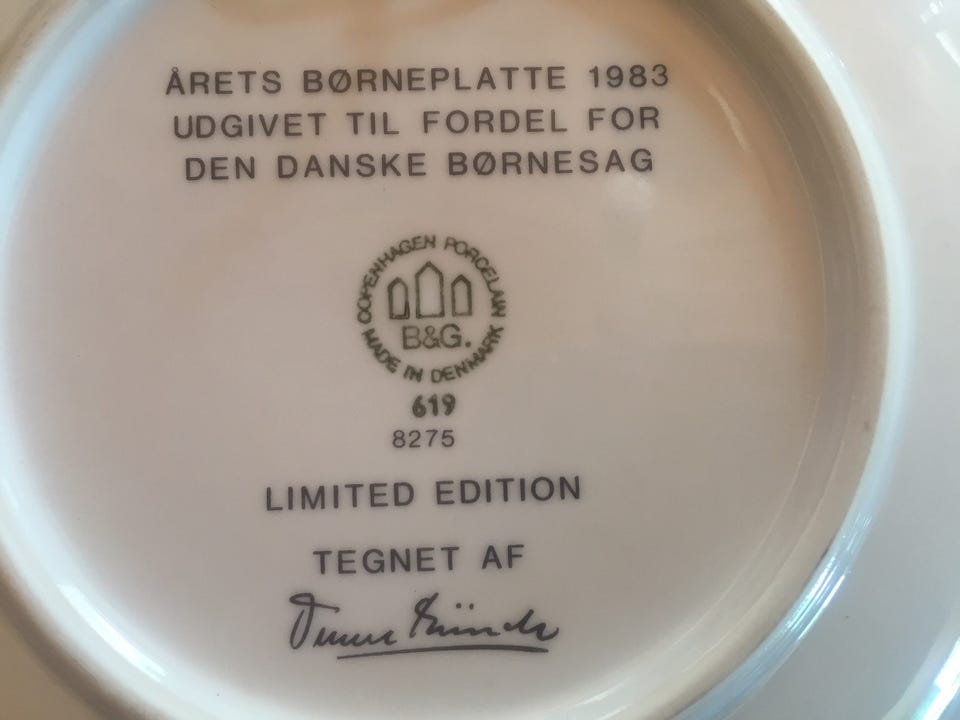 ÅRETS BØRNEPLATTE 1983
UDGIVET TIL FORDEL FOR
DEN DANSKE BØRNESAG
COPENHAGEN PORCELAIN
B&G.
MADE IN DENMARK
619
8275
LIMITED EDITION
TEGNET AF